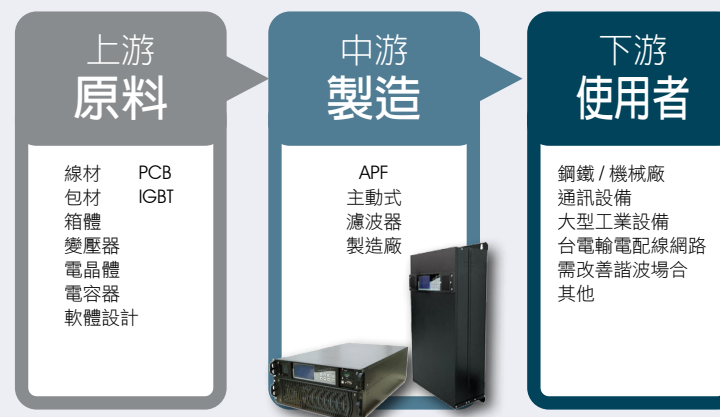 上游
原料
線材 PCB
包材 IGBT
箱體
變壓器
電晶體
電容器
軟體設計
中游
製造
APF
主動式
濾波器
製造廠
下游
使用者
鋼鐵 / 機械廠
通訊設備
大型工業設備
台電輸電配線網路
需改善諧波場合
其他